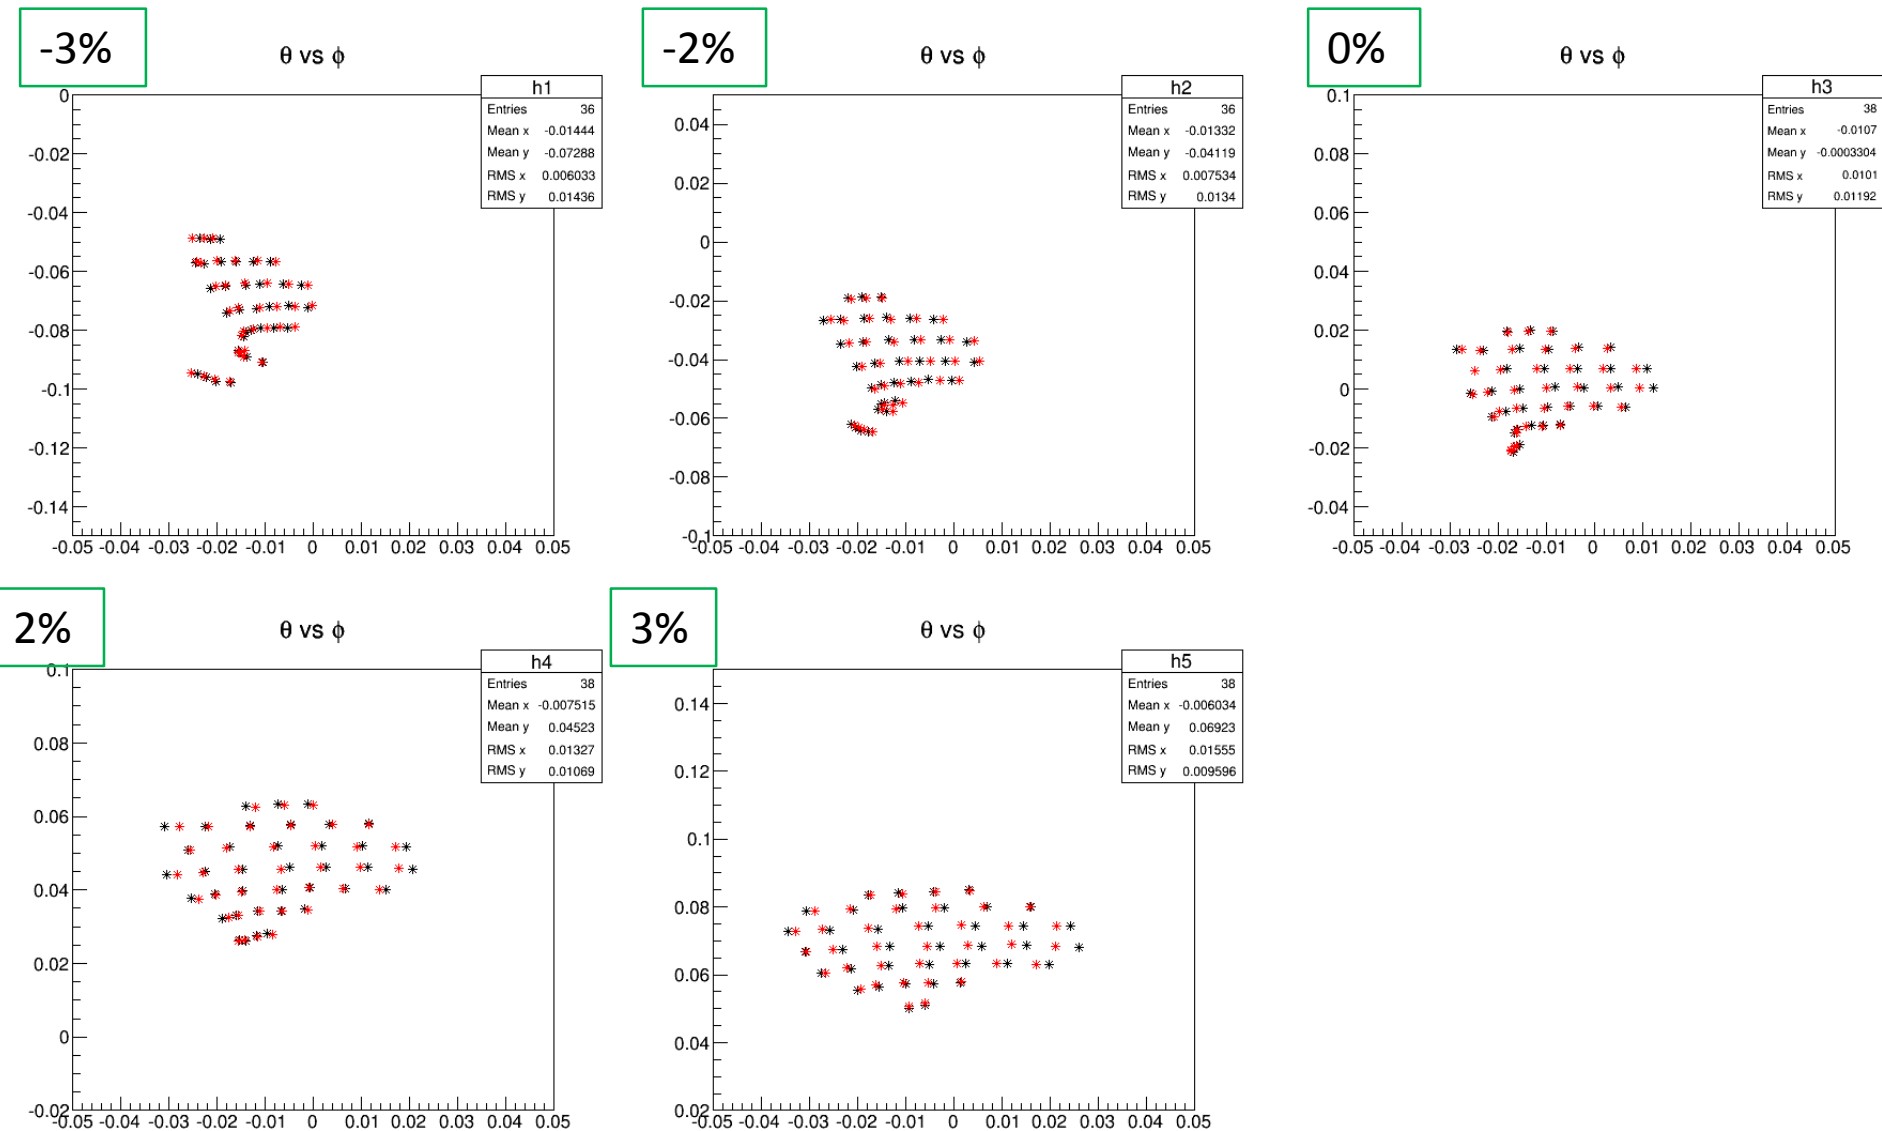 -3%
θ vs ϕ
h1
Entries 36
Mean x -0.01444
Mean y -0.07288
RMS x 0.006033
RMS y 0.01436
0
-0.02
-0.04
-0.06
-0.08
-0.1
-0.12
-0.14
-0.05 -0.04 -0.03 -0.02 -0.01 0 0.01 0.02 0.03 0.04 0.05
-2%
θ vs ϕ
h2
Entries 36
Mean x -0.01332
Mean y -0.04119
RMS x 0.007534
RMS y 0.0134
0.04
0.02
0
-0.02
-0.04
-0.06
-0.08
-0.1
-0.05 -0.04 -0.03 -0.02 -0.01 0 0.01 0.02 0.03 0.04 0.05
0%
θ vs ϕ
h3
Entries 38
Mean x -0.0107
Mean y -0.0003304
RMS x 0.0101
RMS y 0.01192
0.1
0.08
0.06
0.04
0.02
0
-0.02
-0.04
-0.05 -0.04 -0.03 -0.02 -0.01 0 0.01 0.02 0.03 0.04 0.05
2%
θ vs ϕ
h4
Entries 38
Mean x -0.007515
Mean y 0.04523
RMS x 0.01327
RMS y 0.01069
0.1
0.08
0.06
0.04
0.02
0
-0.02
-0.05 -0.04 -0.03 -0.02 -0.01 0 0.01 0.02 0.03 0.04 0.05
3%
θ vs ϕ
h5
Entries 38
Mean x -0.006034
Mean y 0.06923
RMS x 0.01555
RMS y 0.009596
0.14
0.12
0.1
0.08
0.06
0.04
0.02
-0.05 -0.04 -0.03 -0.02 -0.01 0 0.01 0.02 0.03 0.04 0.05